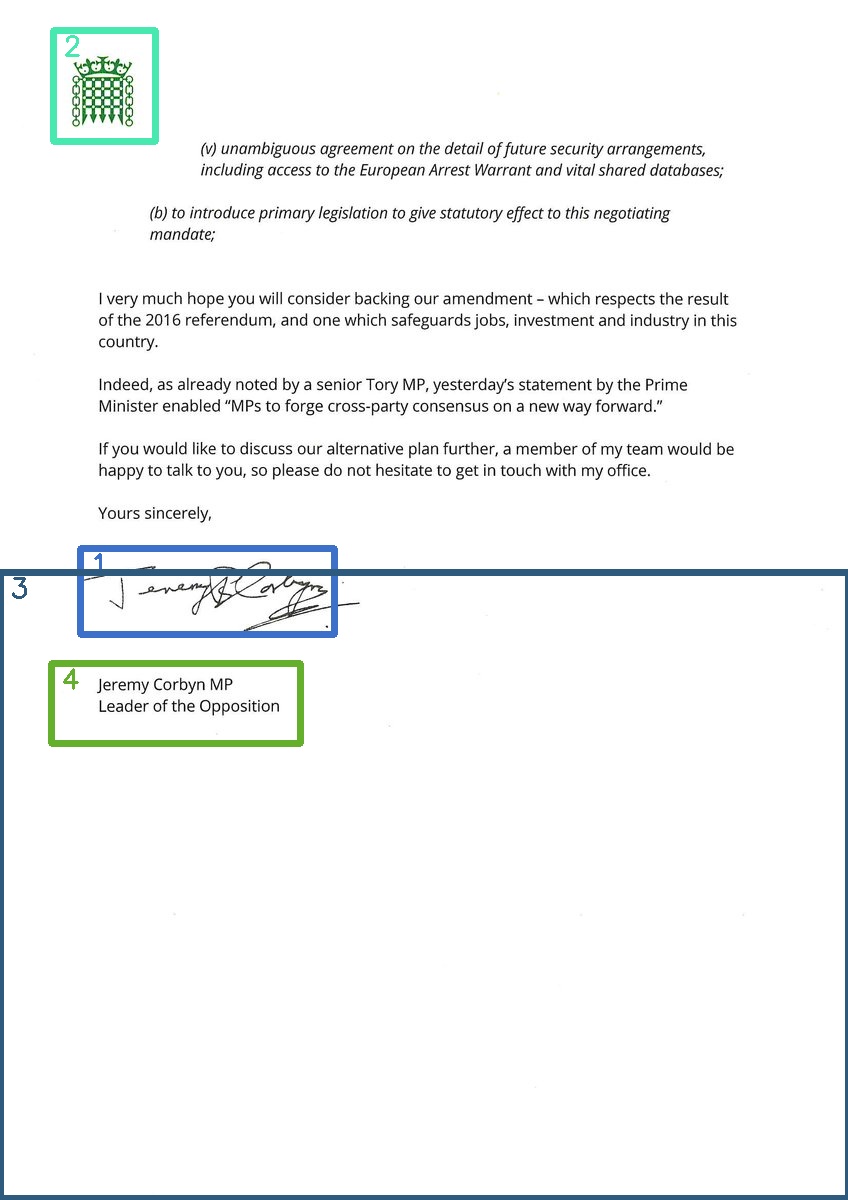 2
(v) unambiguous agreement on the detail of future security arrangements,
including access to the European Arrest Warrant and vital shared databases;
(b) to introduce primary legislation to give statutory effect to this negotiating
mandate;
I very much hope you will consider backing our amendment – which respects the result
of the 2016 referendum, and one which safeguards jobs, investment and industry in this
country.
Indeed, as already noted by a senior Tory MP, yesterday’s statement by the Prime
Minister enabled “MPs to forge cross-party consensus on a new way forward.”
If you would like to discuss our alternative plan further, a member of my team would be
happy to talk to you, so please do not hesitate to get in touch with my office.
Yours sincerely,
1
3
Jeremy Corbyn
4
Jeremy Corbyn MP
Leader of the Opposition